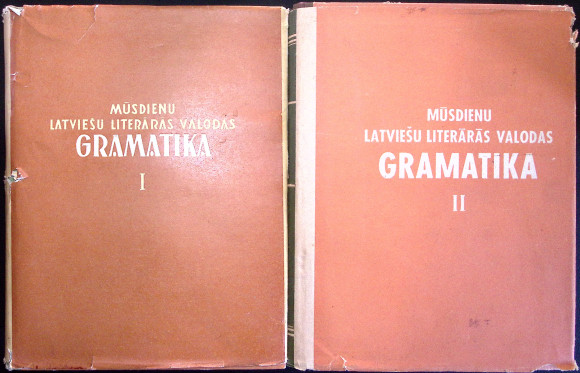 MŪSDIENU
LATVIEŠU LITERĀRĀS VALODAS
GRAMATIKA
I
MŪSDIENU
LATVIEŠU LITERĀRĀS VALODAS
GRAMATIKA
II